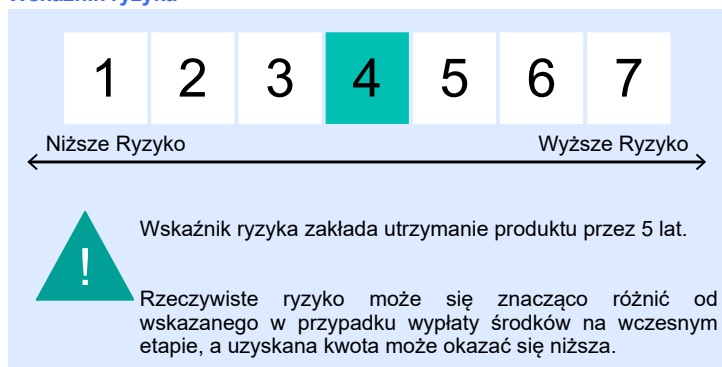 Wskaźnik ryzyka
1 2 3 4 5 6 7
Niższe Ryzyko Wyższe Ryzyko
!
Wskaźnik ryzyka zakłada utrzymanie produktu przez 5 lat.
Rzeczywiste ryzyko może się znacząco różnić od
wskazanego w przypadku wypłaty środków na wczesnym
etapie, a uzyskana kwota może okazać się niższa.